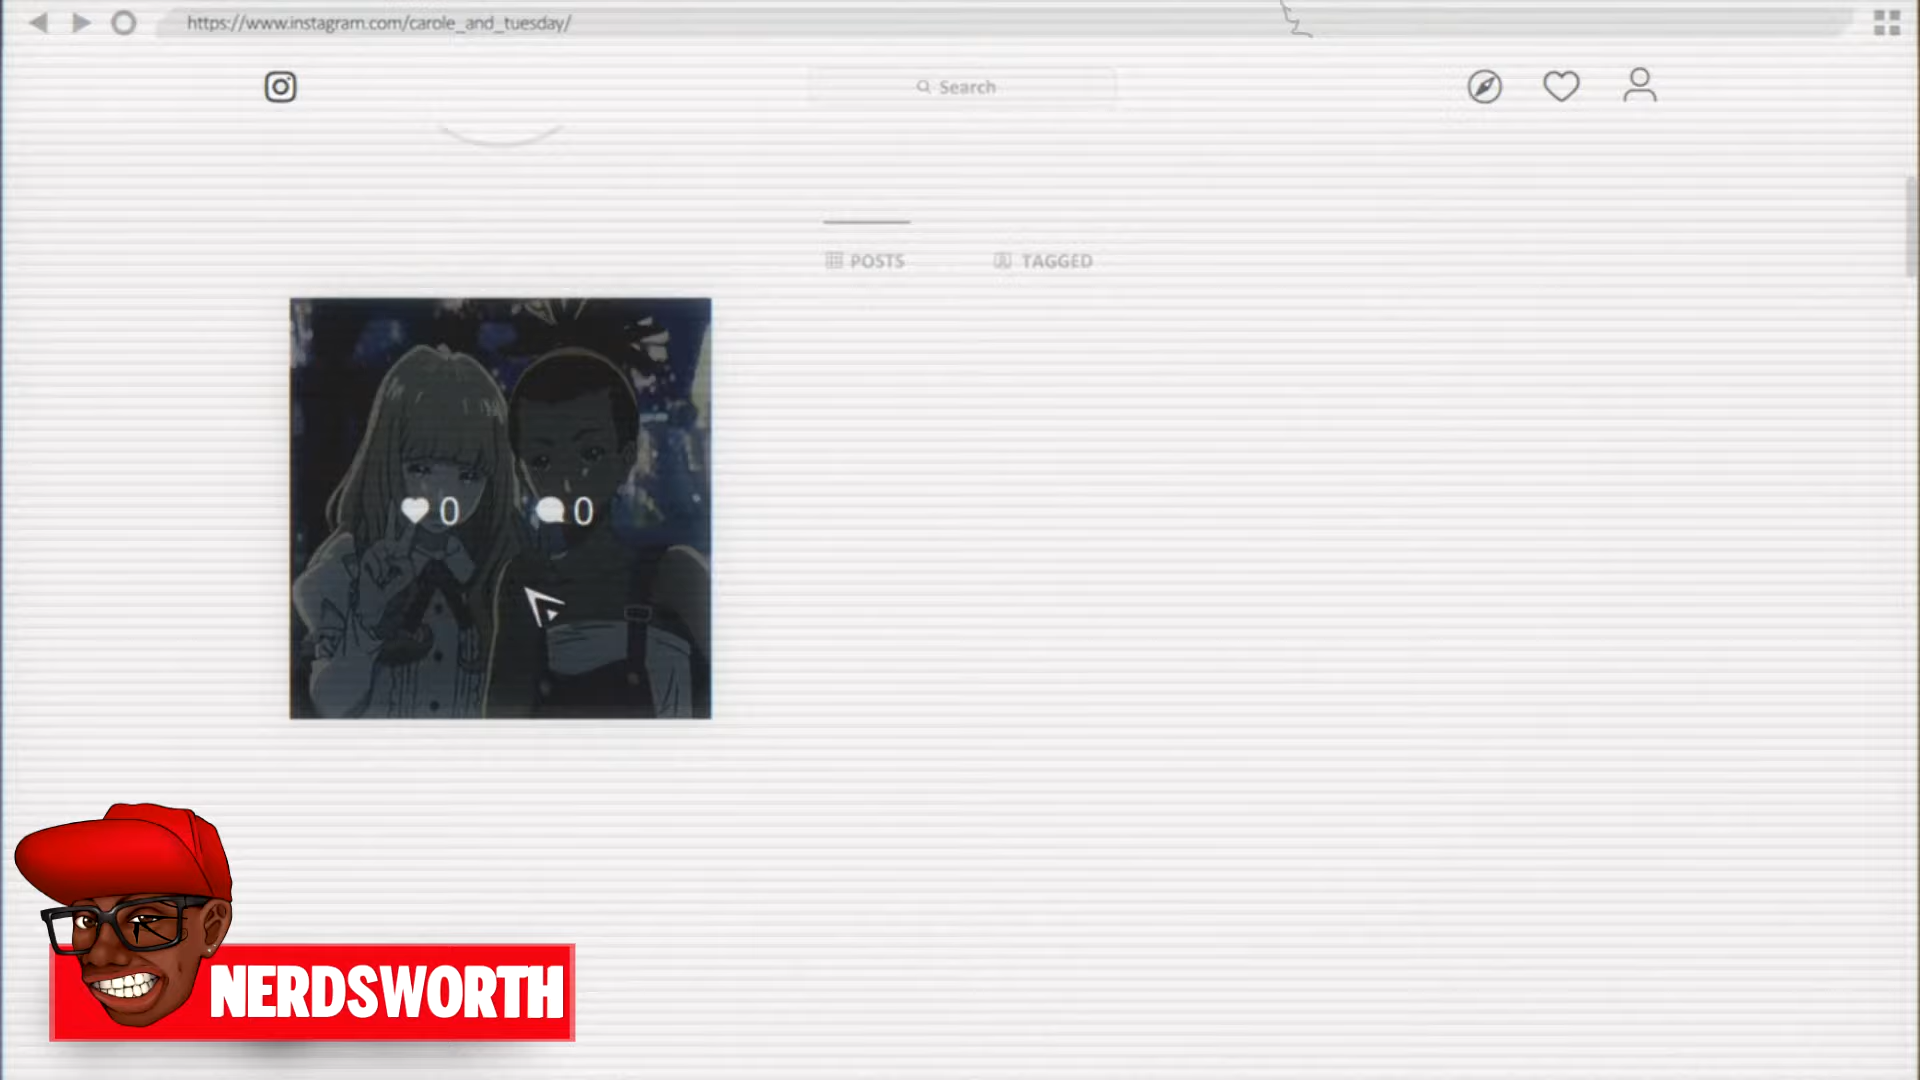 https://www.instagram.com/carole_and_tuesday/
Search
POSTS
TAGGED
0
0
NERDSWORTH